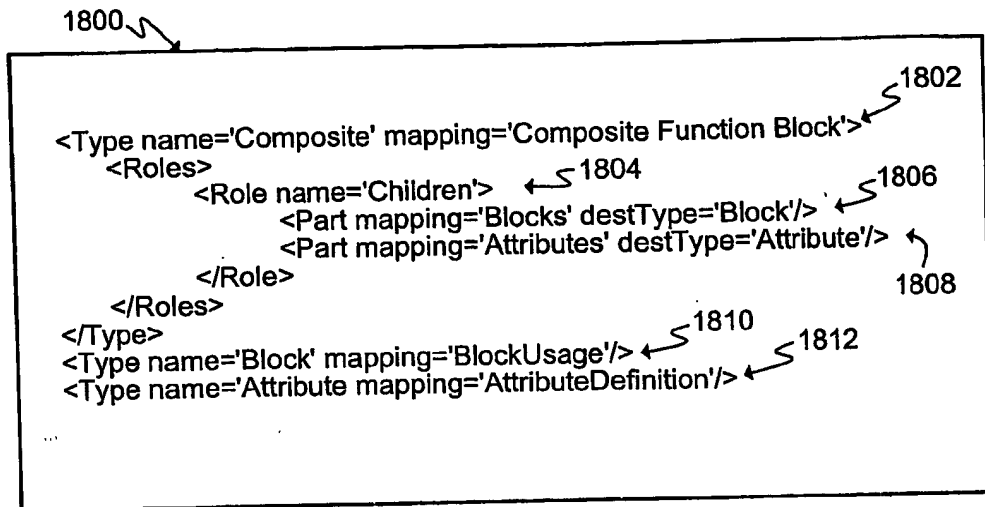 1800
1802
<Type name='Composite' mapping='Composite Function Block'>
<Roles>
<Role name='Children'> 1804
1806
<Part mapping='Blocks' destType='Block'/>
<Part mapping='Attributes' destType='Attribute'/>
</Role> 1808
</Roles>
</Type> 1810
<Type name='Block' mapping='BlockUsage'/> 1812
<Type name='Attribute mapping='AttributeDefinition'/>
...